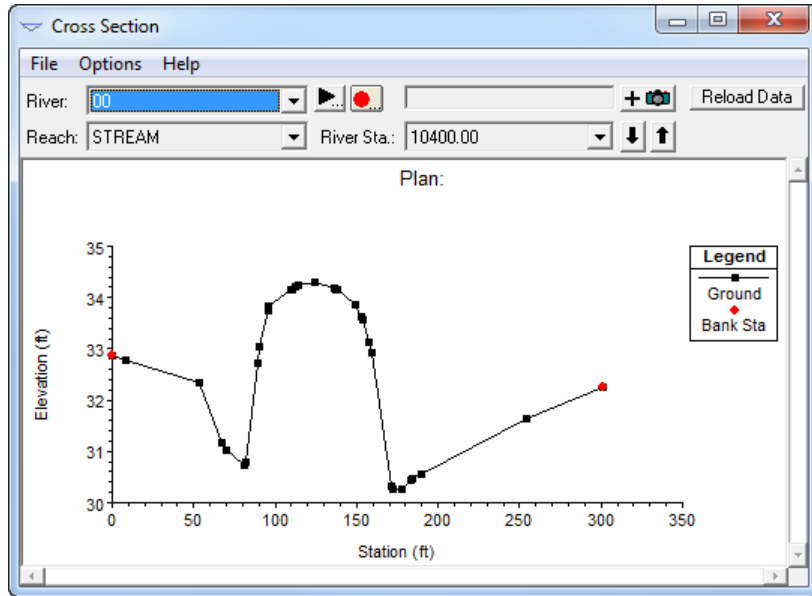 Cross Section
File Options Help
River: 00 Reload Data
Reach: STREAM River Sta.: 10400.00
Plan:
35
34
33
32
31
30
Elevation (ft)
0 50 100 150 200 250 300 350
Station (ft)
Legend
Ground
Bank Sta